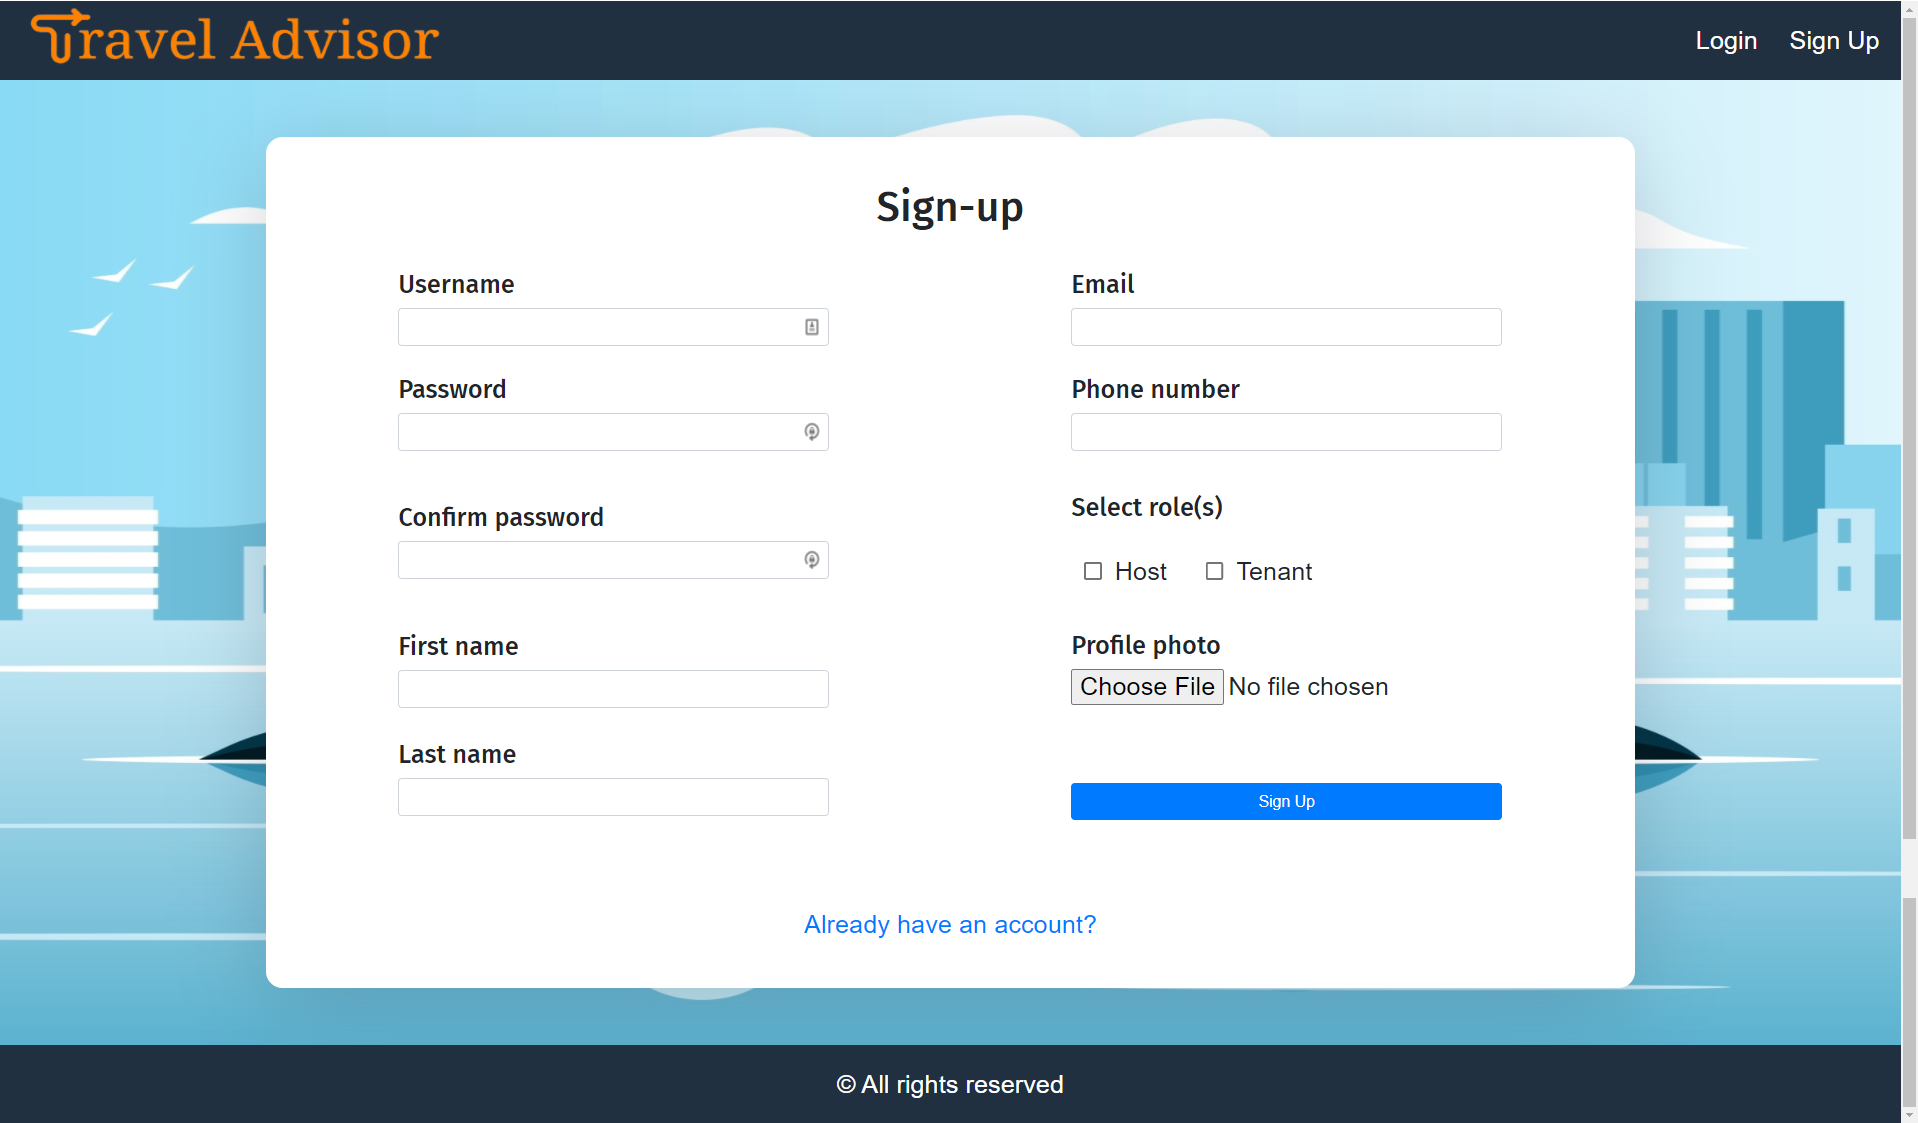 Travel Advisor
Login
Sign Up
Sign-up
Username
Password
Confirm password
First name
Last name
Email
Phone number
Select role(s)
Host
Tenant
Profile photo
Choose File No file chosen
Sign Up
Already have an account?
© All rights reserved